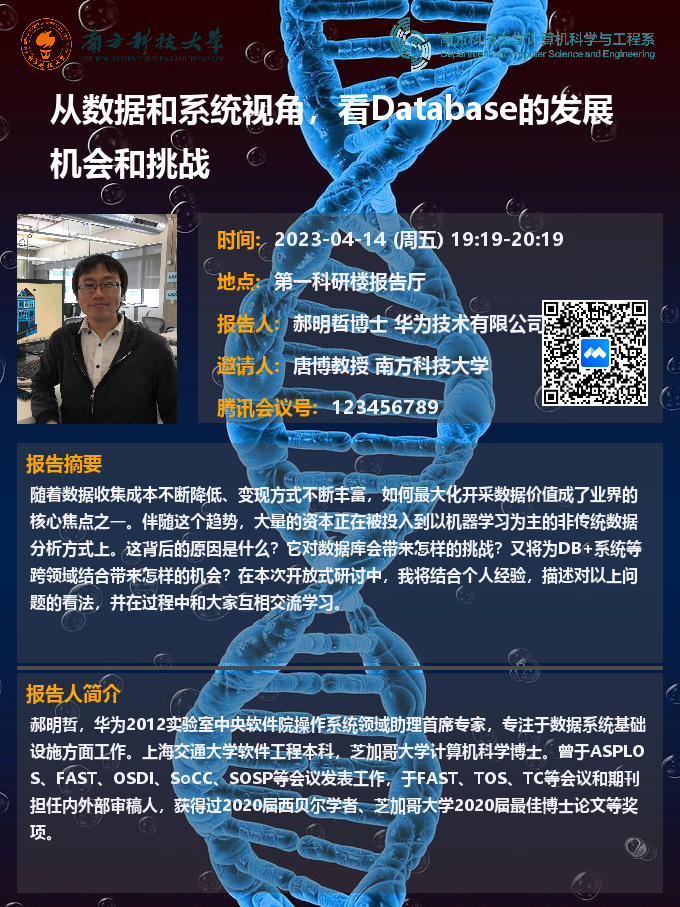 南方科技大学
SOUTHERN UNIVERSITY OF SCIENCE AND TECHNOLOGY
南方科技大学计算机科学与工程系
Department of Computer Science and Engineering
从数据和系统视角，看Database的发展
机会和挑战
时间: 2023-04-14 (周五) 19:19-20:19
地点: 第一科研楼报告厅
报告人: 郝明哲博士 华为技术有限公司
邀请人: 唐博教授 南方科技大学
腾讯会议号: 123456789
报告摘要
随着数据收集成本不断降低、变现方式不断丰富，如何最大化开采数据价值成了业界的
核心焦点之一。伴随这个趋势，大量的资本正在被投入到以机器学习为主的非传统数据
分析方式上。这背后的原因是什么？它对数据库会带来怎样的挑战？又将为DB+系统等
跨领域结合带来怎样的机会？在本次开放式研讨中，我将结合个人经验，描述对以上问
题的看法，并在过程中和大家互相交流学习。
报告人简介
郝明哲，华为2012实验室中央软件院操作系统领域助理首席专家，专注于数据系统基础
设施方面工作。上海交通大学软件工程本科，芝加哥大学计算机科学博士。曾于ASPLO
S、FAST、OSDI、SoCC、SOSP等会议发表工作，于FAST、TOS、TC等会议和期刊
担任内外部审稿人，获得过2020届西贝尔学者、芝加哥大学2020届最佳博士论文等奖
项。